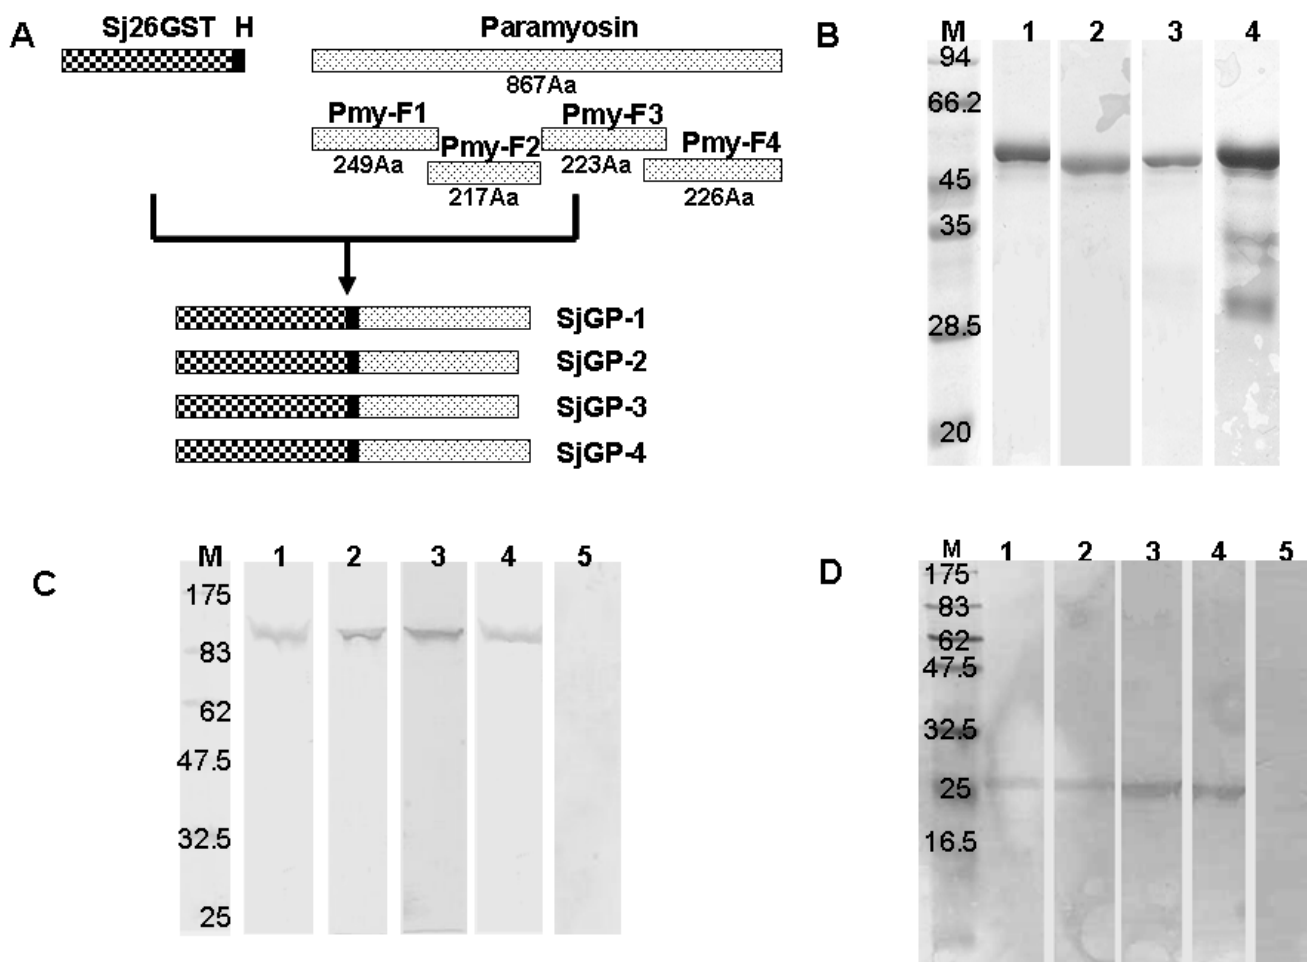 A
Sj26GST H
Paramyosin
867Aa
Pmy-F1
Pmy-F2
Pmy-F3
Pmy-F4
249Aa
217Aa
223Aa
226Aa
SjGP-1
SjGP-2
SjGP-3
SjGP-4
B
M 1 2 3 4
94
66.2
45
35
28.5
20
C
M 1 2 3 4 5
175
83
62
47.5
32.5
25
D
M 1 2 3 4 5
175
83
62
47.5
32.5
25
16.5